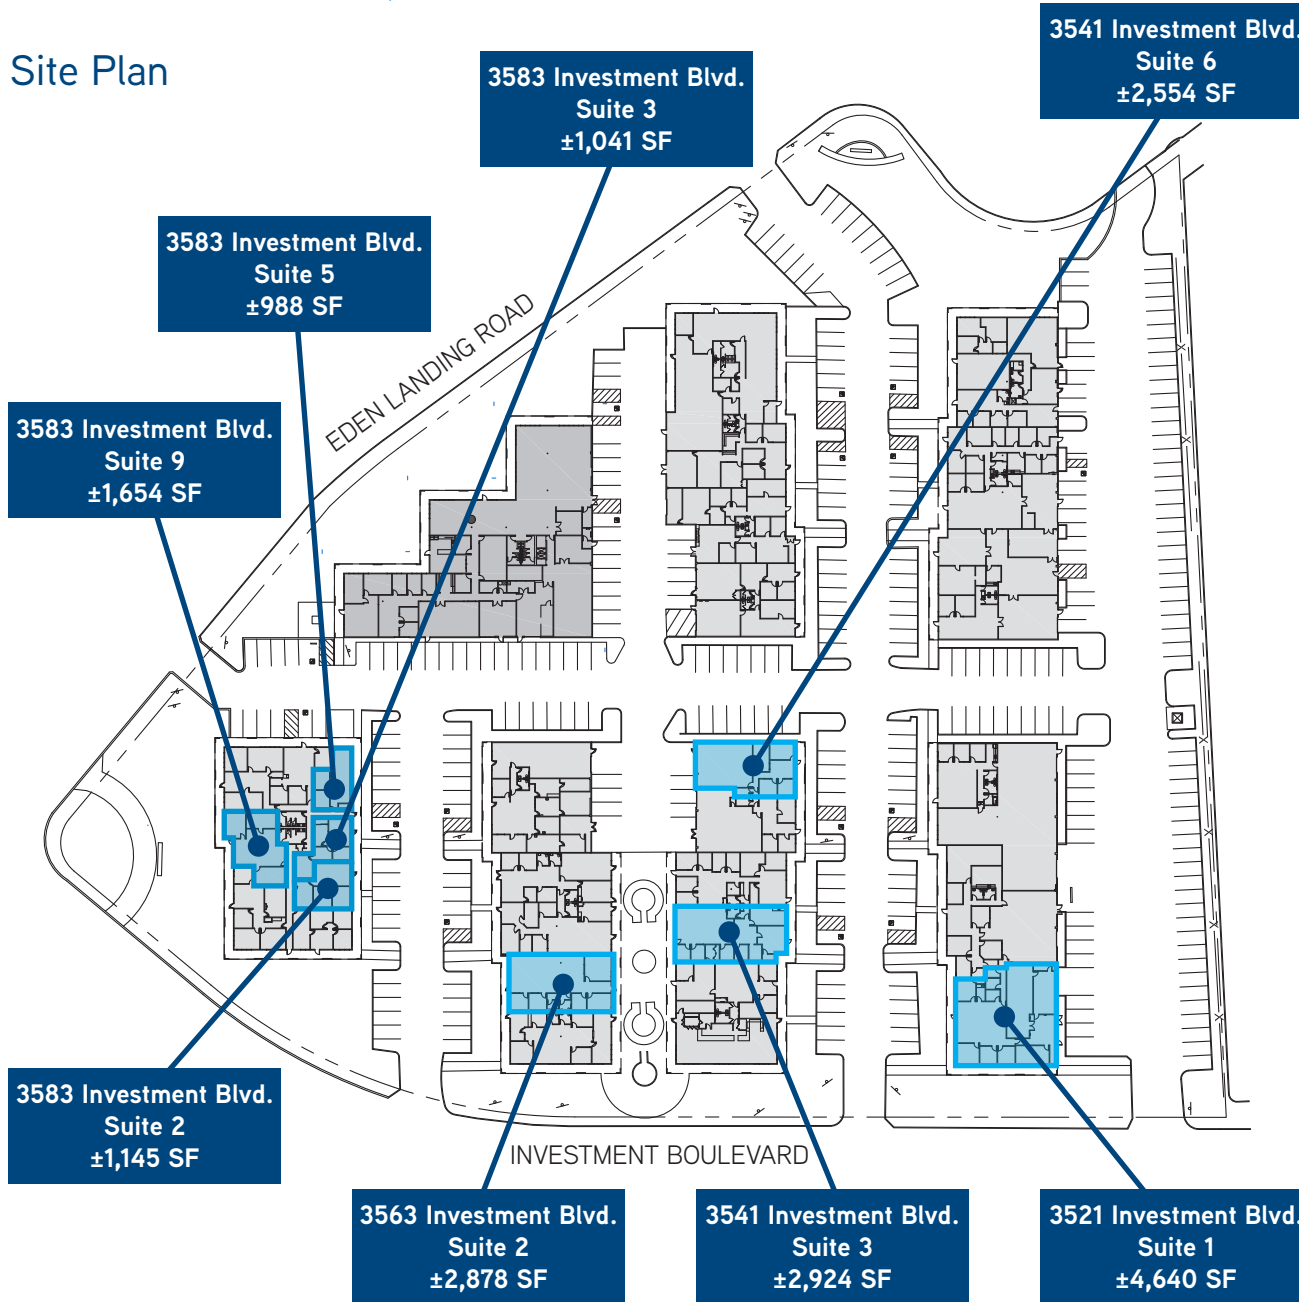 Site Plan
3541 Investment Blvd.
Suite 6
±2,554 SF
3583 Investment Blvd.
Suite 3
±1,041 SF
3583 Investment Blvd.
Suite 5
±988 SF
EDEN LANDING ROAD
3583 Investment Blvd.
Suite 9
±1,654 SF
3583 Investment Blvd.
Suite 2
±1,145 SF
INVESTMENT BOULEVARD
3563 Investment Blvd.
Suite 2
±2,878 SF
3541 Investment Blvd.
Suite 3
±2,924 SF
3521 Investment Blvd.
Suite 1
±4,640 SF